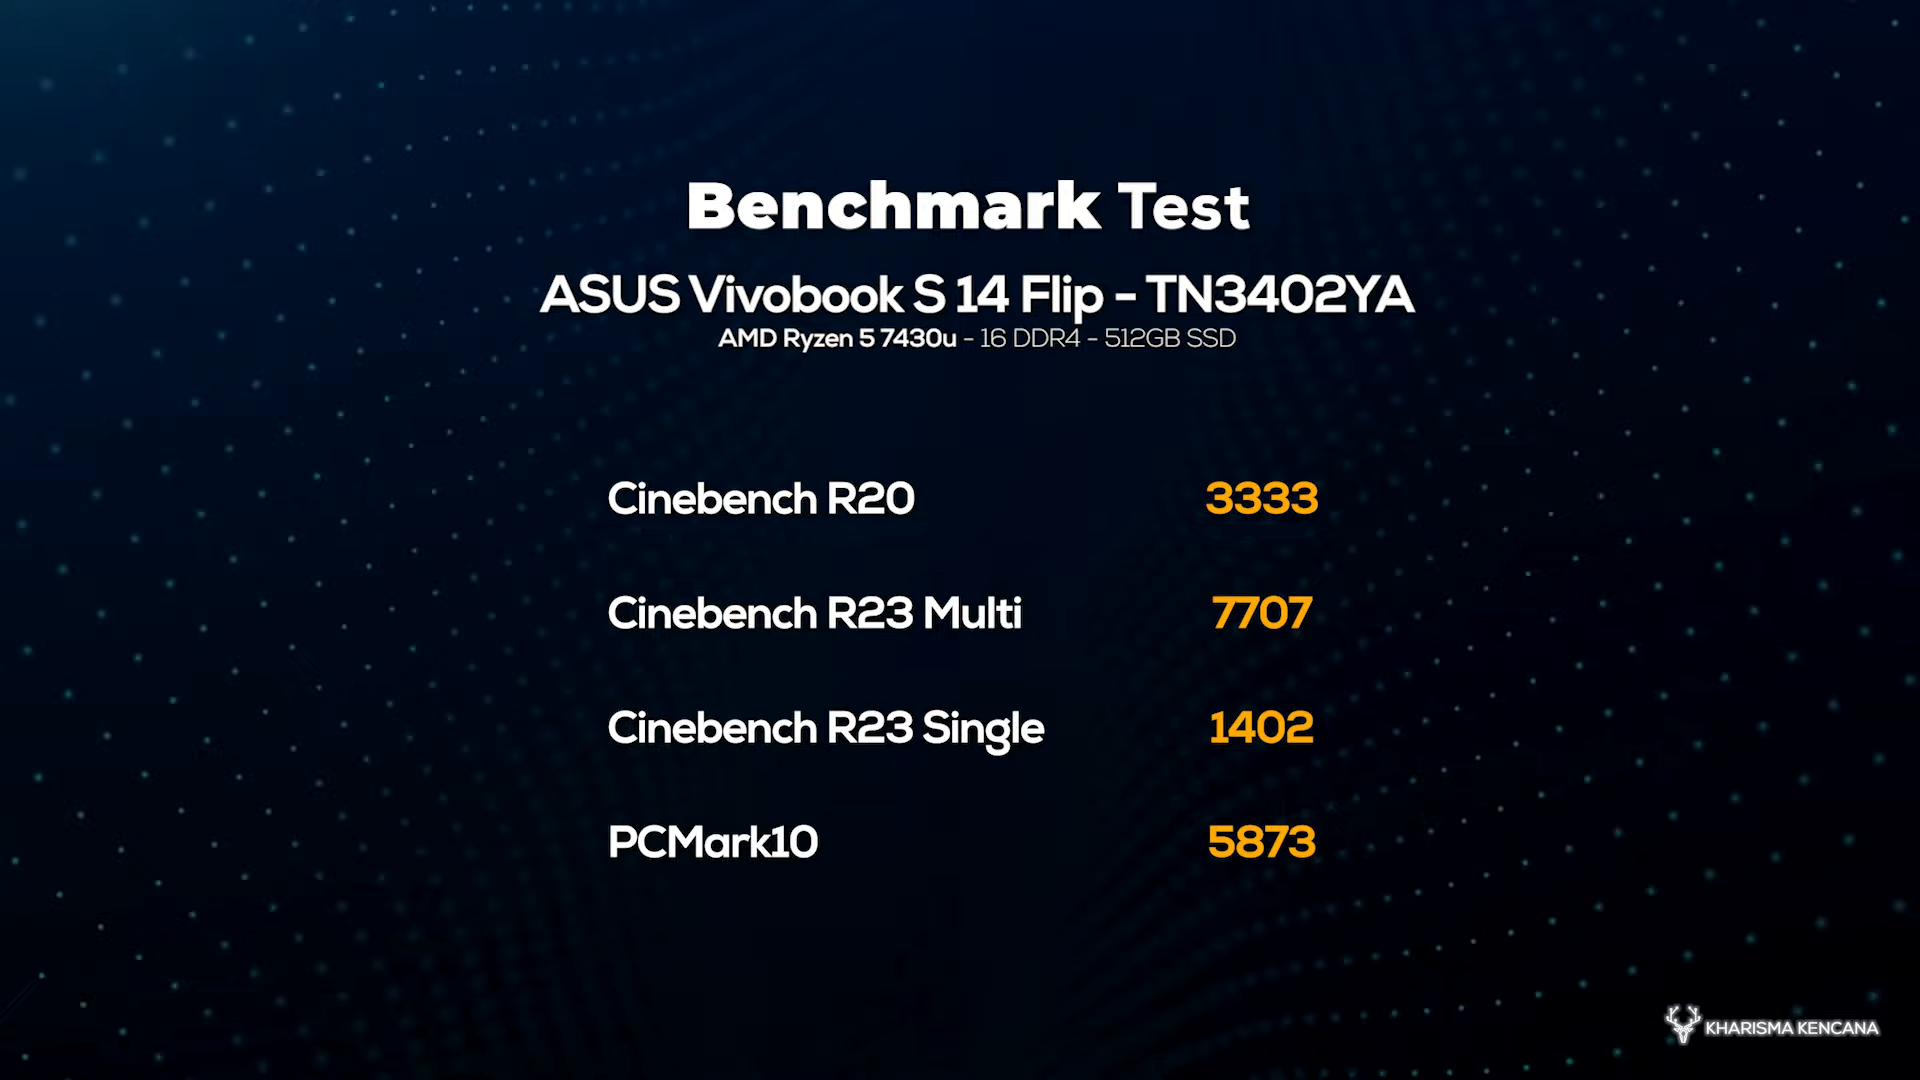 Benchmark Test
ASUS Vivobook S 14 Flip - TN3402YA
AMD Ryzen 5 7430u - 16 DDR4 - 512GB SSD
Cinebench R20 3333
Cinebench R23 Multi 7707
Cinebench R23 Single 1402
PCMark10 5873
KHARISMA KENCANA